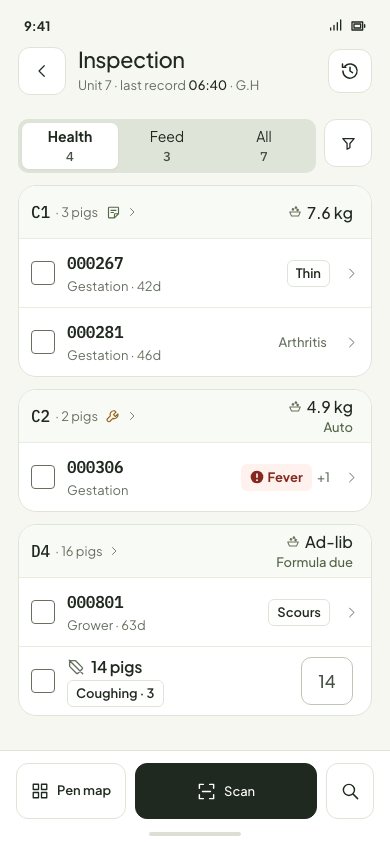 9:41
Inspection
Unit 7 · last record 06:40 · G.H
Health
4
Feed
3
All
7
C1 · 3 pigs
7.6 kg
000267
Gestation · 42d
Thin
000281
Gestation · 46d
Arthritis
C2 · 2 pigs
4.9 kg
Auto
000306
Gestation
Fever +1
D4 · 16 pigs
Ad-lib
Formula due
000801
Grower · 63d
Scours
14 pigs
Coughing · 3
14
Pen map
Scan